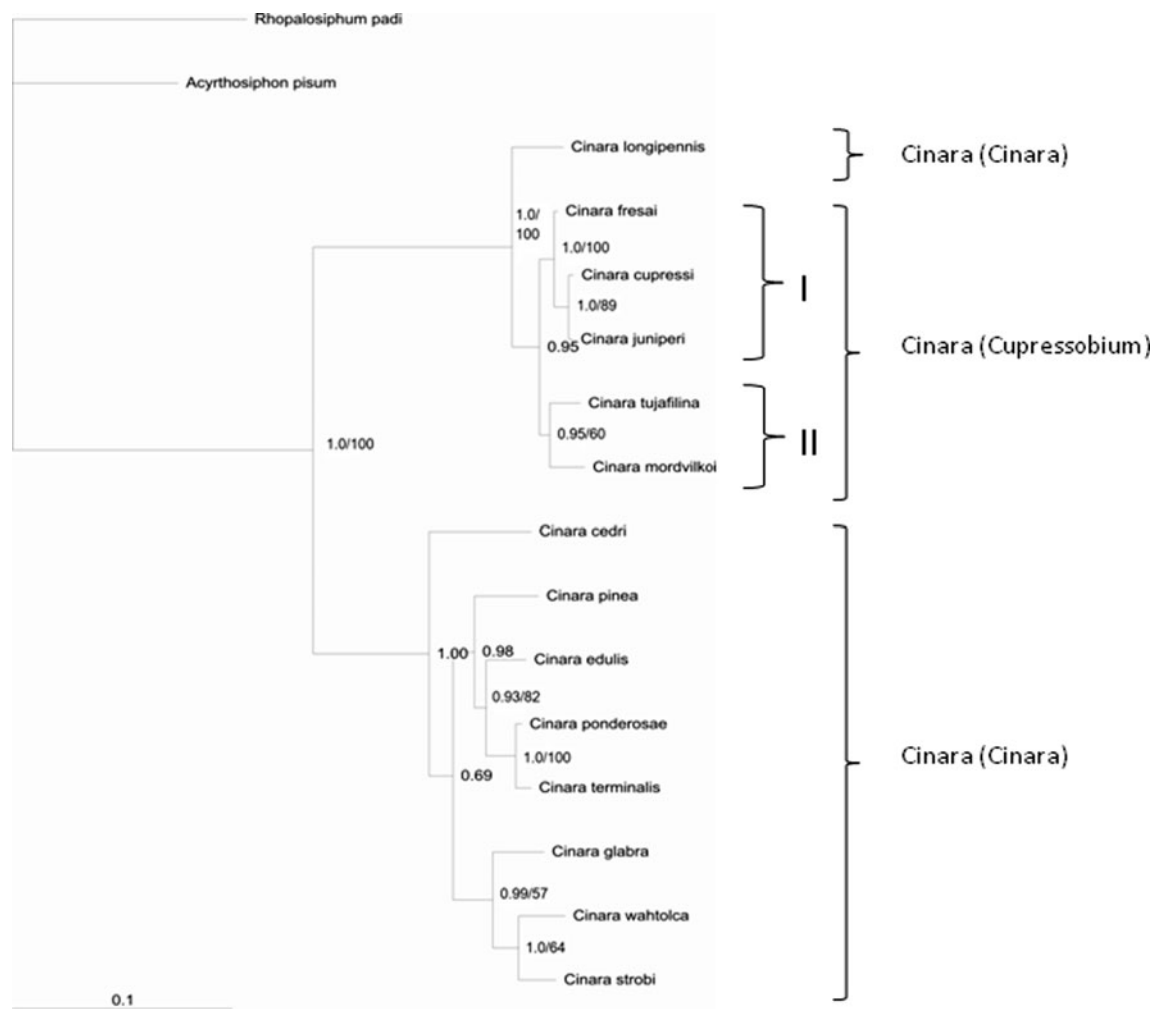 Rhopalosiphum padi
Acyrthosiphon pisum
Cinara longipennis
Cinara (Cinara)
1.0/
100
Cinara fresai
1.0/100
Cinara cupressi
I
1.0/89
Cinara juniperi
0.95
Cinara (Cupressobium)
Cinara tujafilina
0.95/60
II
1.0/100
Cinara mordvilkoi
Cinara cedri
Cinara pinea
1.00
0.98
Cinara edulis
0.93/82
Cinara ponderosae
1.0/100
Cinara (Cinara)
0.69
Cinara terminalis
Cinara glabra
0.99/57
Cinara wahtolca
1.0/64
Cinara strobi
0.1